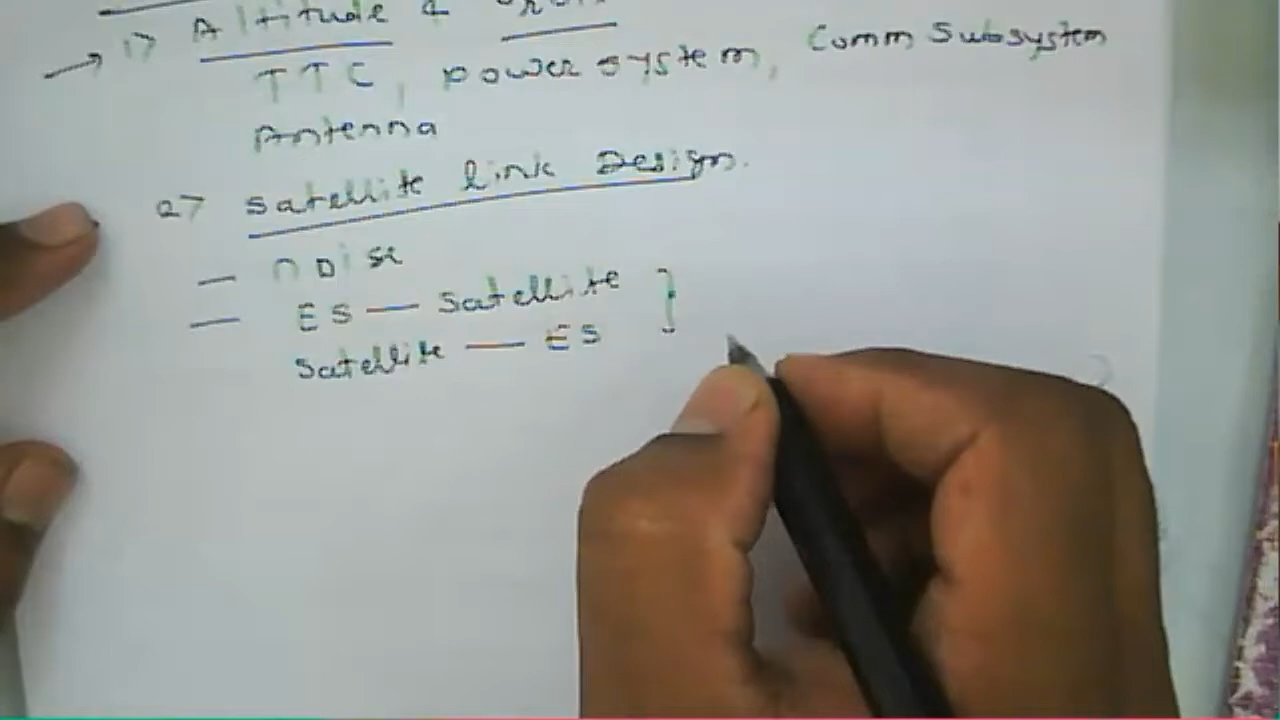 1) Altitude &
TTC, power system, Comm Subsystem
Antenna
2) Satellite link Design.
— noise
— ES — Satellite }
Satellite — ES